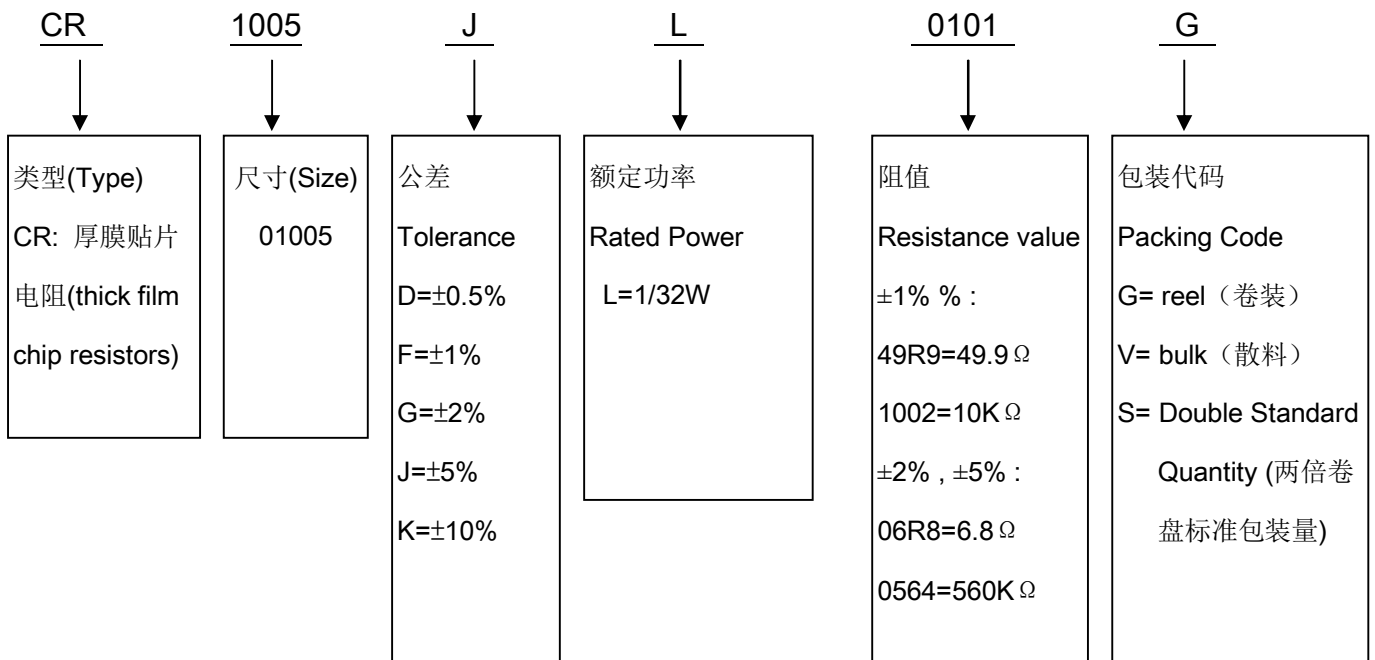 CR 1005 J L 0101 G
类型(Type)
CR: 厚膜贴片
电阻(thick film
chip resistors)
尺寸(Size)
01005
公差
Tolerance
D=±0.5%
F=±1%
G=±2%
J=±5%
K=±10%
额定功率
Rated Power
L=1/32W
阻值
Resistance value
±1% % :
49R9=49.9Ω
1002=10KΩ
±2% , ±5% :
06R8=6.8Ω
0564=560KΩ
包装代码
Packing Code
G= reel（卷装）
V= bulk（散料）
S= Double Standard
Quantity (两倍卷
盘标准包装量)